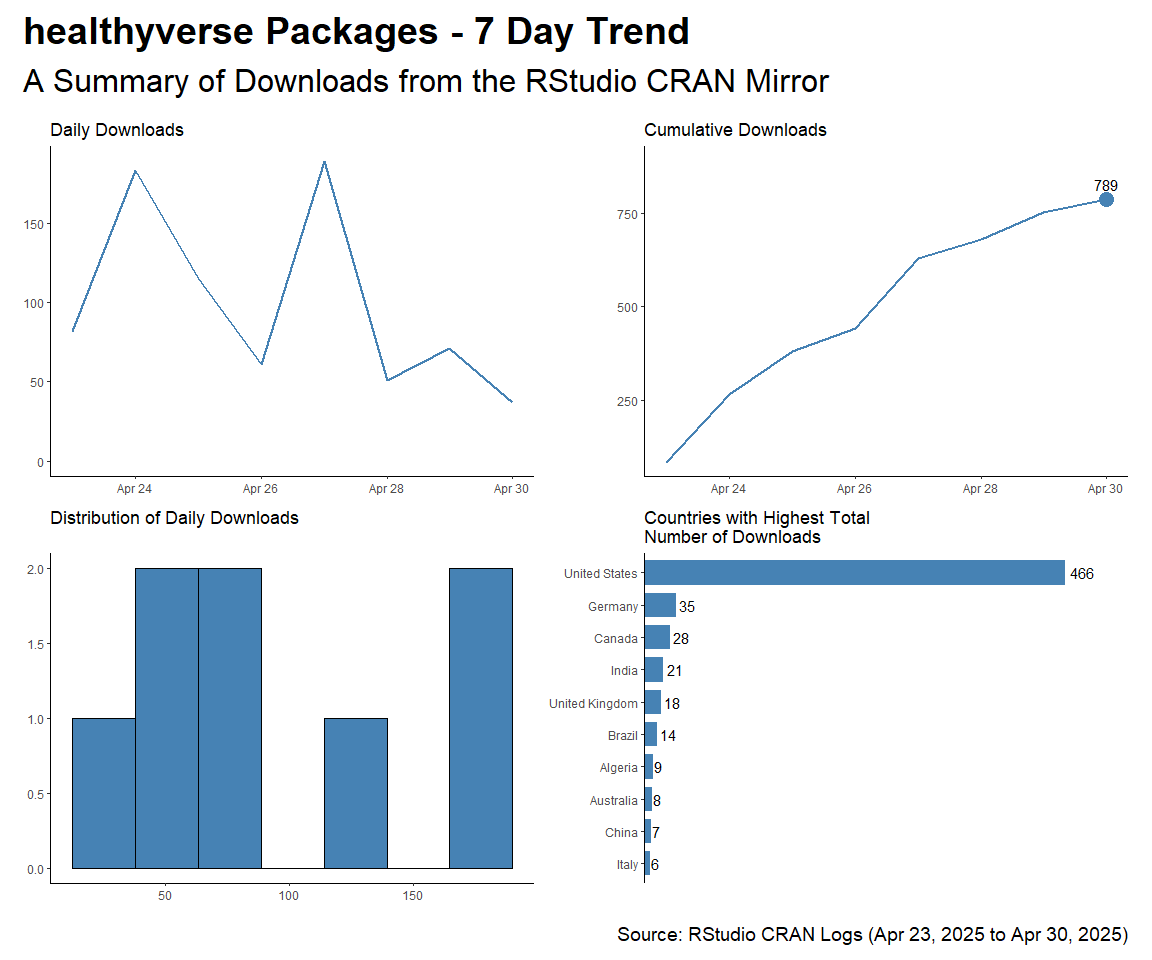 healthyverse Packages - 7 Day Trend
A Summary of Downloads from the RStudio CRAN Mirror
Daily Downloads
150
100
50
0
Apr 24 Apr 26 Apr 28 Apr 30
Cumulative Downloads
789
750
500
250
Apr 24 Apr 26 Apr 28 Apr 30
Distribution of Daily Downloads
2.0
1.5
1.0
0.5
0.0
50 100 150
Countries with Highest Total
Number of Downloads
United States 466
Germany 35
Canada 28
India 21
United Kingdom 18
Brazil 14
Algeria 9
Australia 8
China 7
Italy 6
Source: RStudio CRAN Logs (Apr 23, 2025 to Apr 30, 2025)